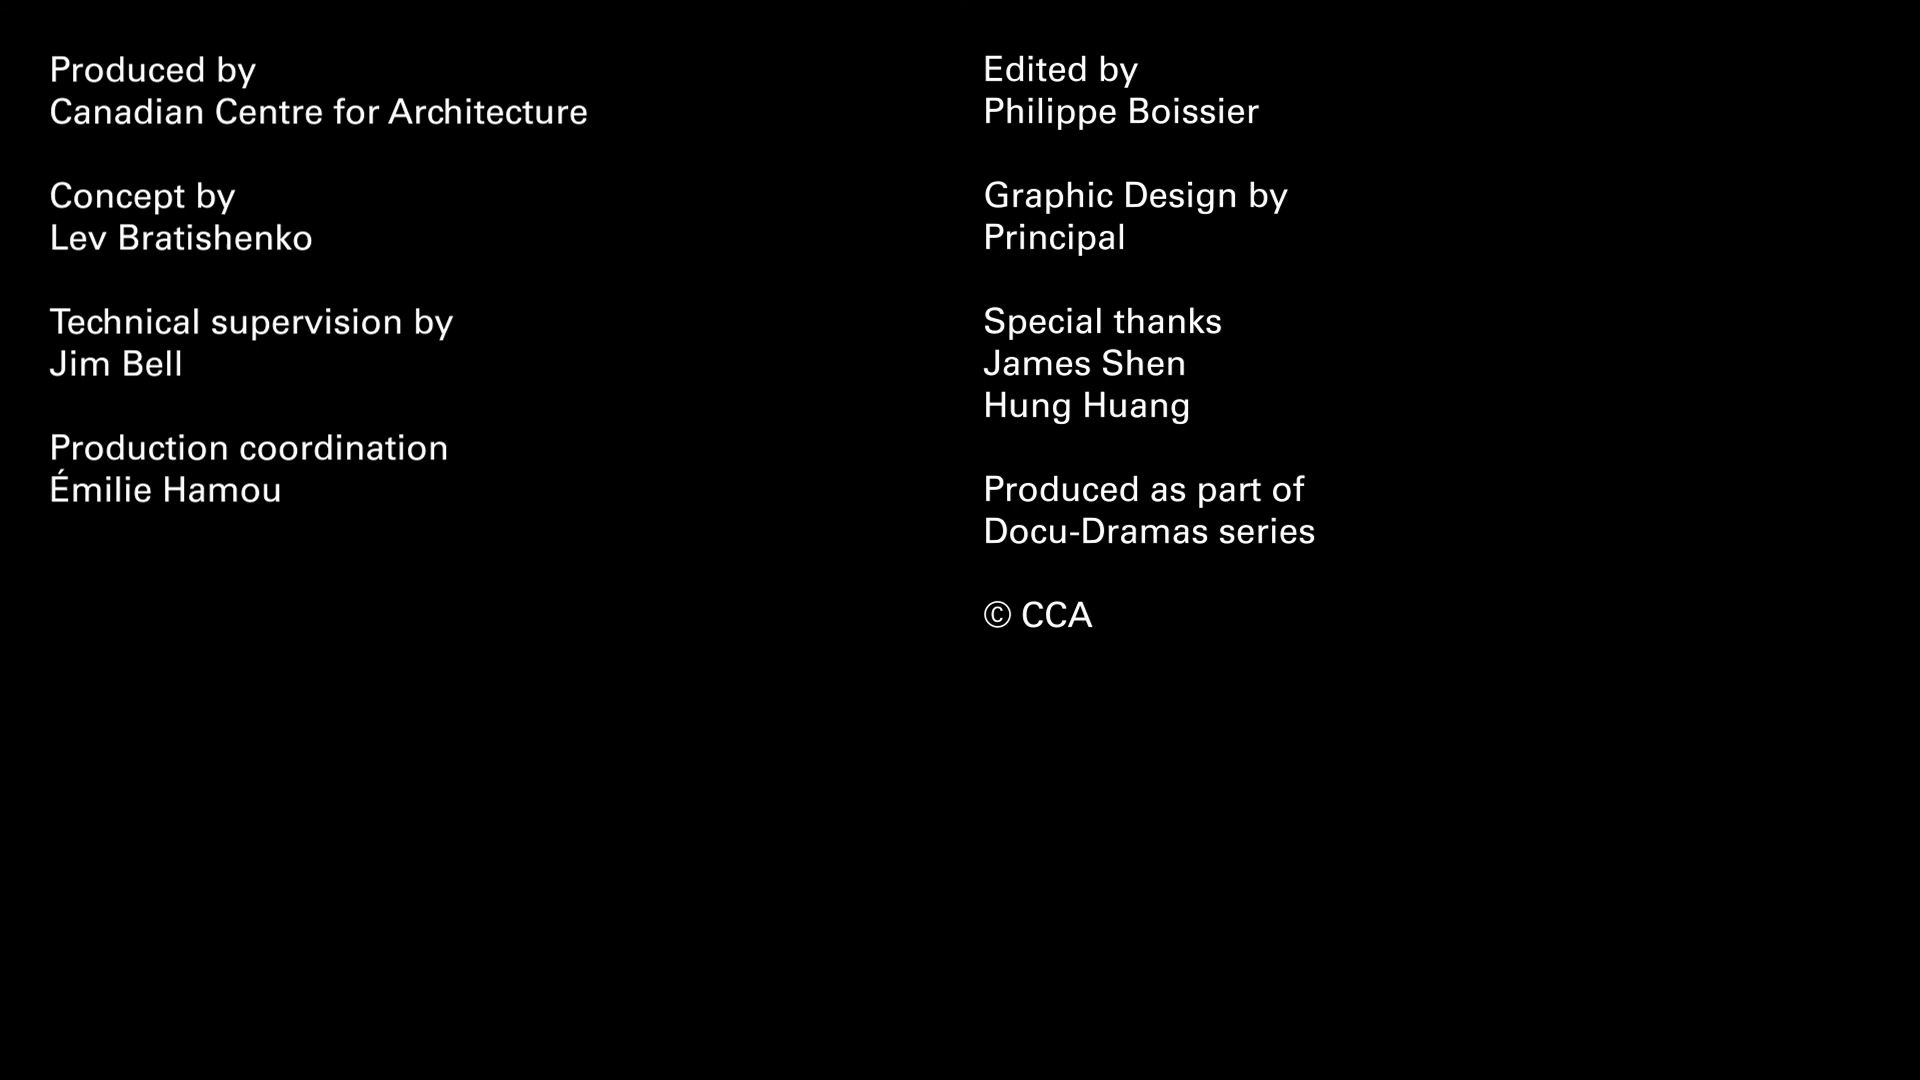 Produced by
Canadian Centre for Architecture
Concept by
Lev Bratishenko
Technical supervision by
Jim Bell
Production coordination
Émilie Hamou
Edited by
Philippe Boissier
Graphic Design by
Principal
Special thanks
James Shen
Hung Huang
Produced as part of
Docu-Dramas series
© CCA